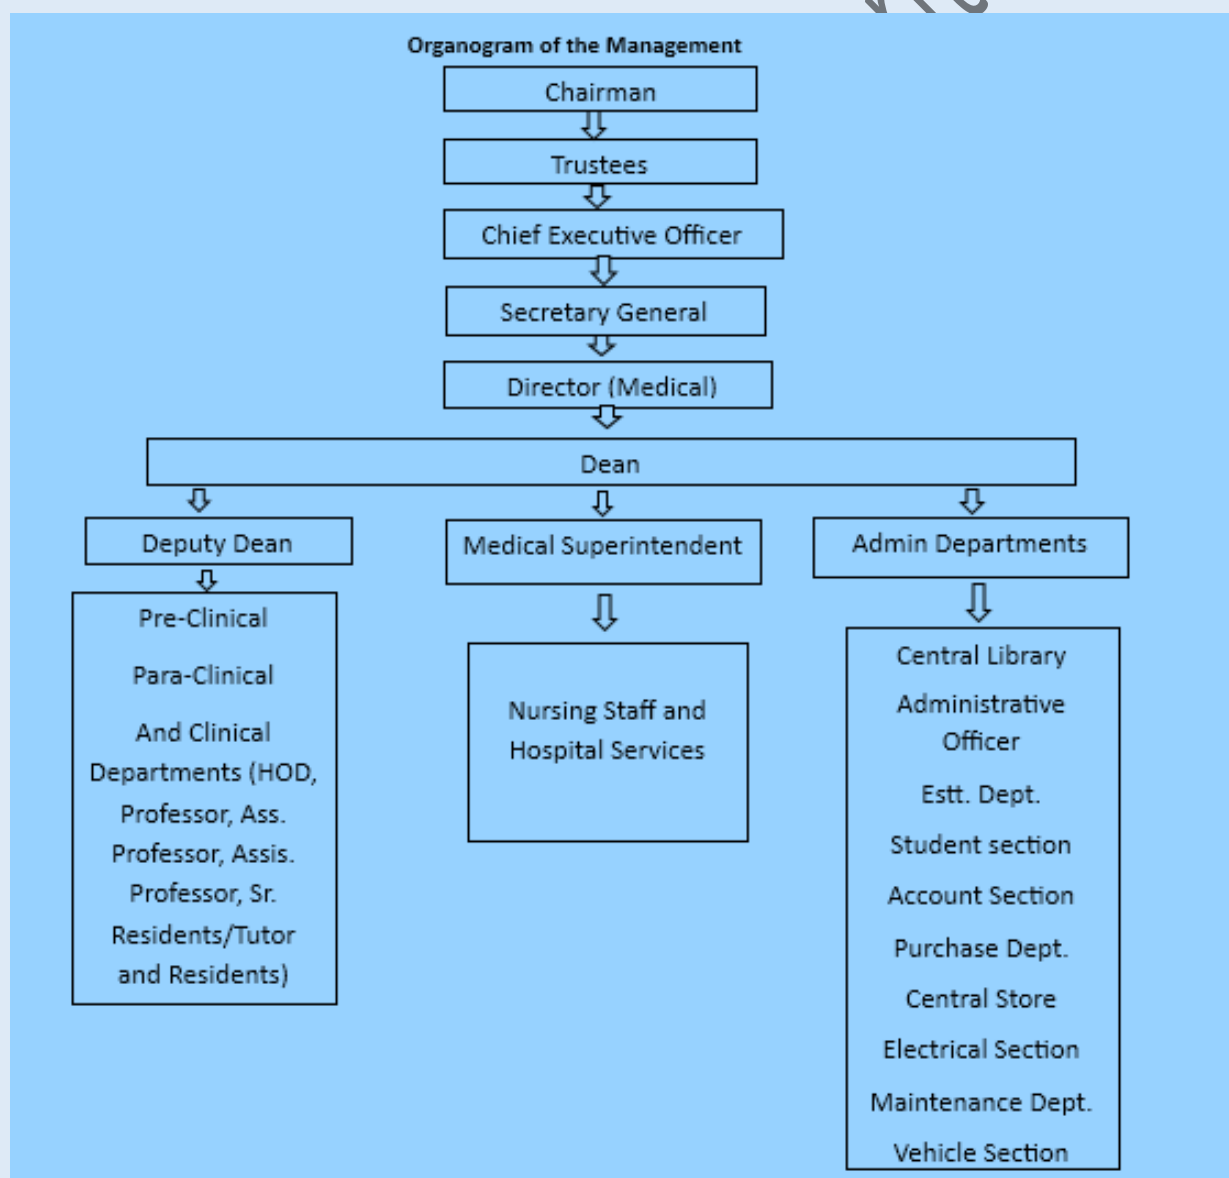 Organogram of the Management
Chairman
Trustees
Chief Executive Officer
Secretary General
Director (Medical)
Dean
Deputy Dean
Medical Superintendent
Admin Departments
Pre-Clinical
Para-Clinical
And Clinical
Departments (HOD,
Professor, Ass.
Professor, Assis.
Professor, Sr.
Residents/Tutor
and Residents)
Nursing Staff and
Hospital Services
Central Library
Administrative
Officer
Estt. Dept.
Student section
Account Section
Purchase Dept.
Central Store
Electrical Section
Maintenance Dept.
Vehicle Section